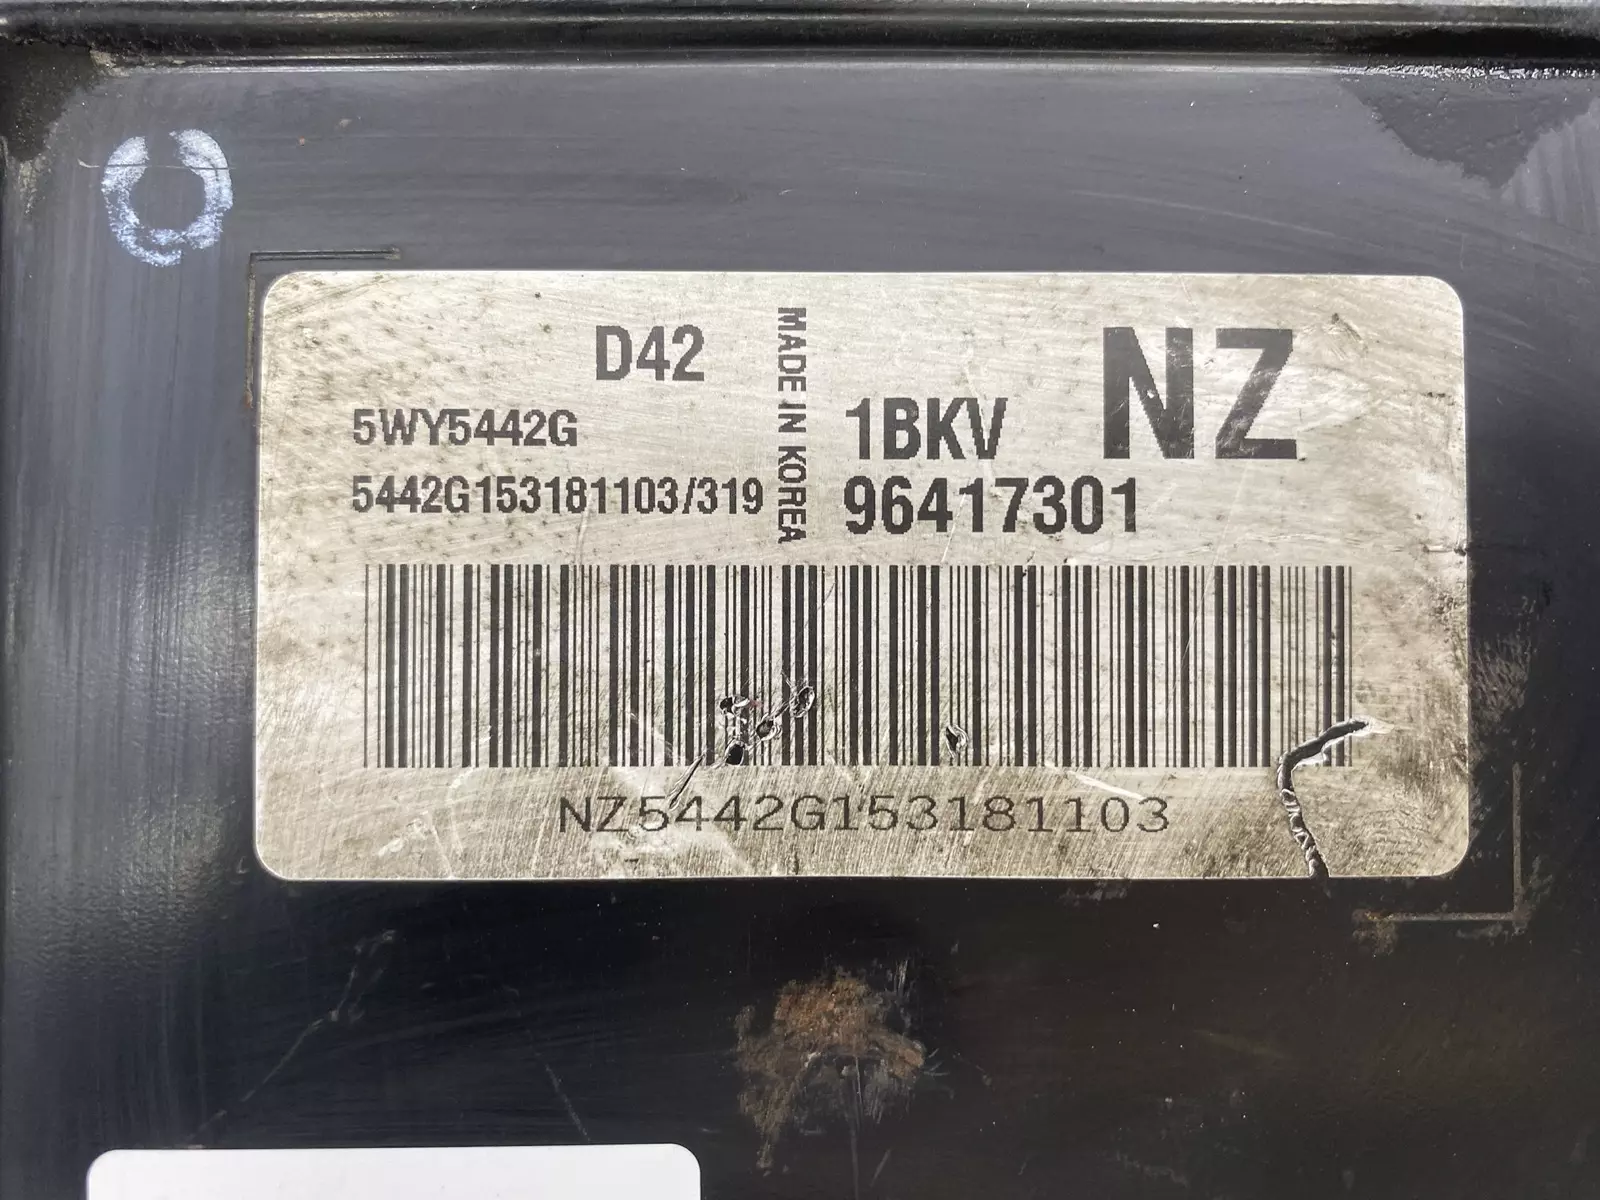 D42
5WY5442G
5442G153181103/319
MADE IN KOREA
NZ
1BKV
96417301
NZ5442G153181103